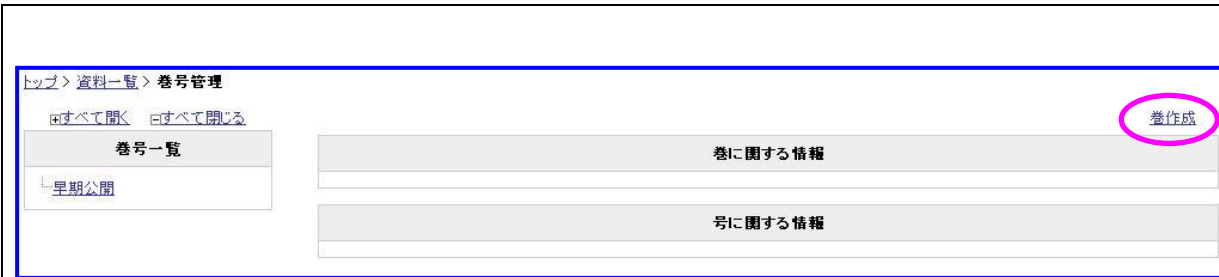 トップ > 資料一覧 > 巻号管理
⊞すべて開く ⊟すべて閉じる
巻作成
巻号一覧
早期公開
巻に関する情報
号に関する情報